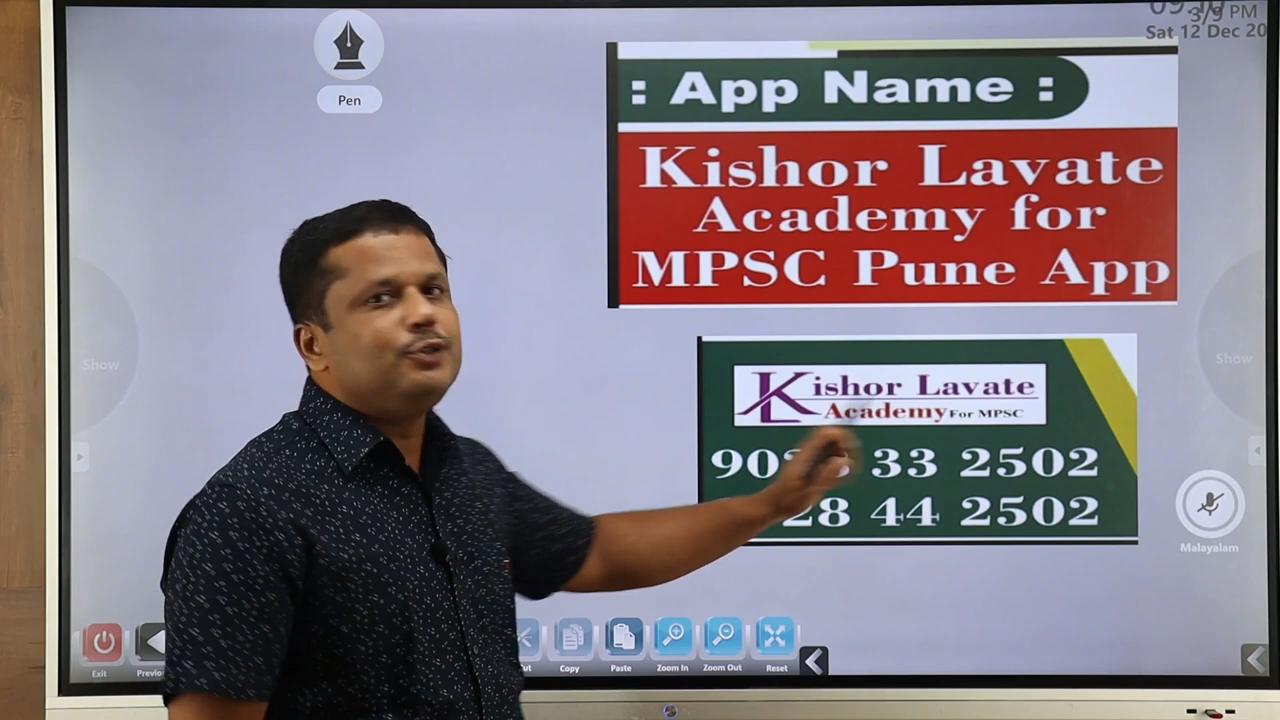 3/9 PM
Sat 12 Dec 20
Pen
: App Name :
Kishor Lavate
Academy for
MPSC Pune App
Show
Show
Kishor Lavate
Academy For MPSC
33 2502
28 44 2502
Malayalam
Exit
Copy
Paste
Zoom In
Zoom Out
Reset